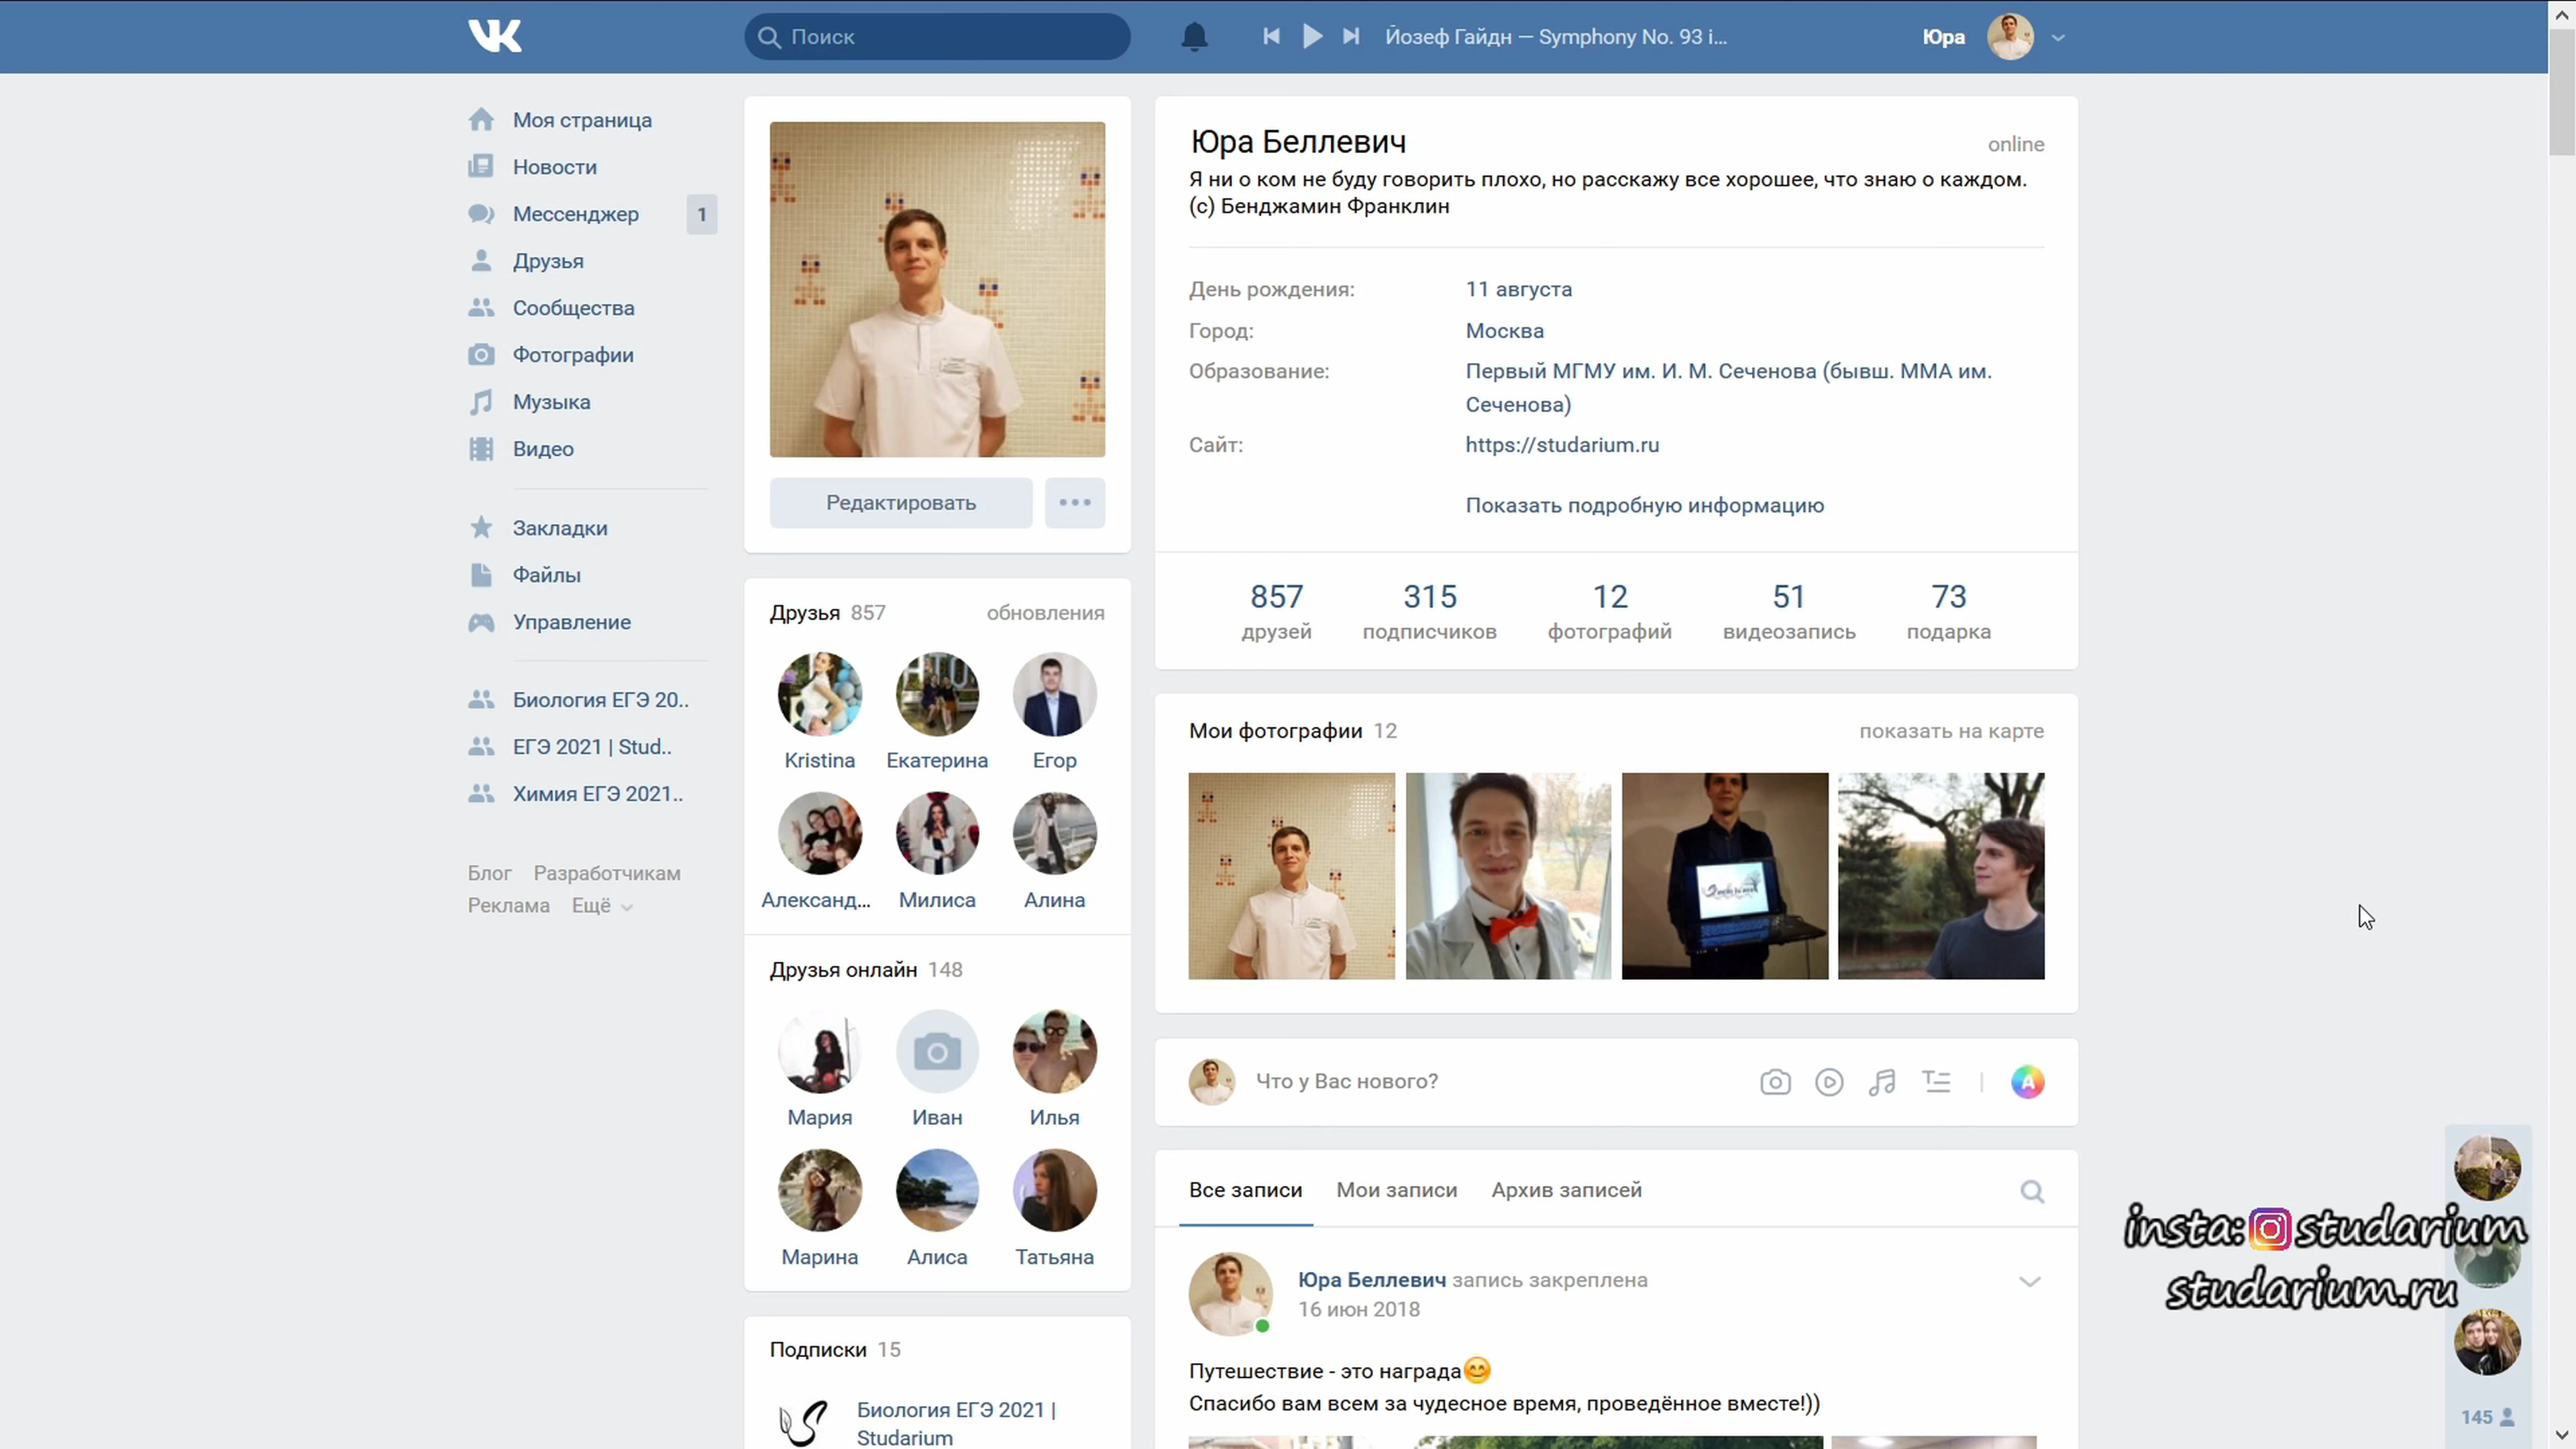 Поиск
Йозеф Гайдн — Symphony No. 93 i...
Юра
Моя страница
Новости
Мессенджер 1
Друзья
Сообщества
Фотографии
Музыка
Видео
Закладки
Файлы
Управление
Биология ЕГЭ 20..
ЕГЭ 2021 | Stud..
Химия ЕГЭ 2021..
Блог Разработчикам
Реклама Ещё
Редактировать
Друзья 857 обновления
Kristina Екатерина Егор
Александ... Милиса Алина
Друзья онлайн 148
Мария Иван Илья
Марина Алиса Татьяна
Подписки 15
Биология ЕГЭ 2021 |
Studarium
Юра Беллевич online
Я ни о ком не буду говорить плохо, но расскажу все хорошее, что знаю о каждом.
(с) Бенджамин Франклин
День рождения: 11 августа
Город: Москва
Образование: Первый МГМУ им. И. М. Сеченова (бывш. ММА им.
Сеченова)
Сайт: https://studarium.ru
Показать подробную информацию
857 315 12 51 73
друзей подписчиков фотографий видеозапись подарка
Мои фотографии 12 показать на карте
Что у Вас нового?
Все записи Мои записи Архив записей
Юра Беллевич запись закреплена
16 июн 2018
Путешествие - это награда😊
Спасибо вам всем за чудесное время, проведённое вместе!))
insta: studarium
studarium.ru
145